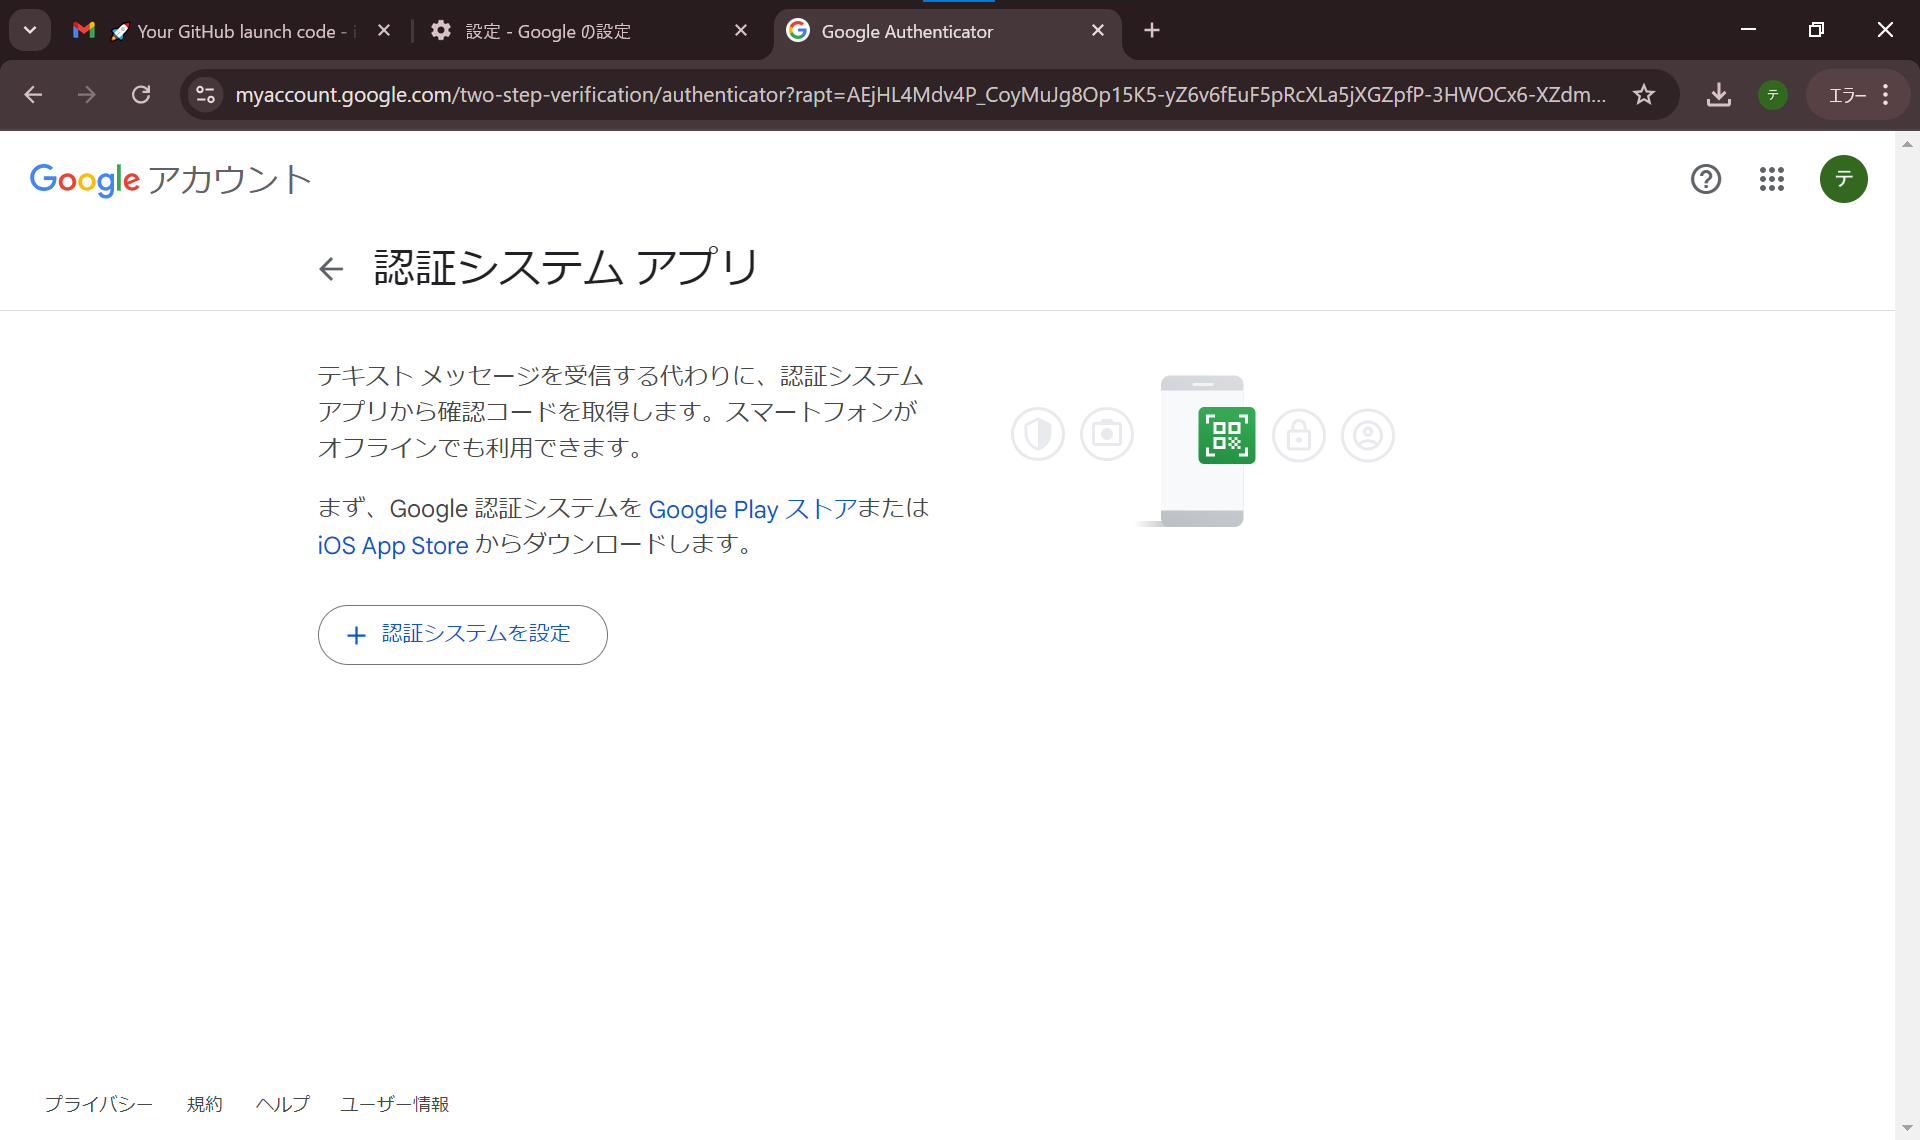 Your GitHub launch code -
設定 - Google の設定
Google Authenticator
myaccount.google.com/two-step-verification/authenticator?rapt=AEjHL4Mdv4P_CoyMuJg8Op15K5-yZ6v6fEuF5pRcXLa5jXGZpfP-3HWOCx6-XZdm...
テ
エラー
Google アカウント
テ
認証システム アプリ
テキスト メッセージを受信する代わりに、認証システム
アプリから確認コードを取得します。スマートフォンが
オフラインでも利用できます。
まず、Google 認証システムを Google Play ストアまたは
iOS App Store からダウンロードします。
認証システムを設定
プライバシー 規約 ヘルプ ユーザー情報